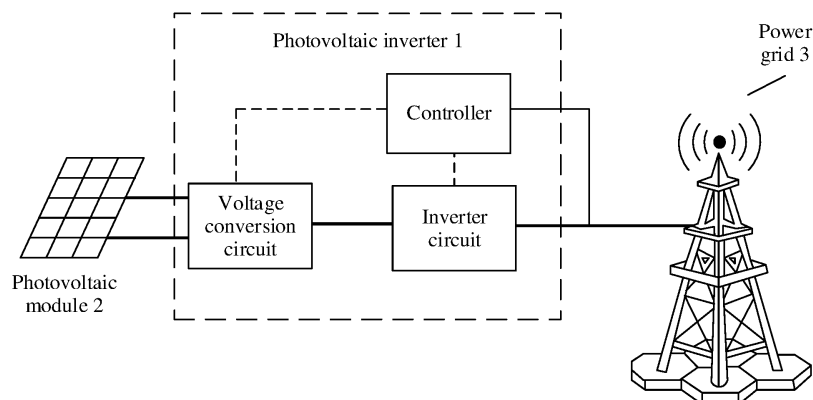 Photovoltaic inverter 1
Power
grid 3
Controller
Voltage
conversion
circuit
Inverter
circuit
Photovoltaic
module 2